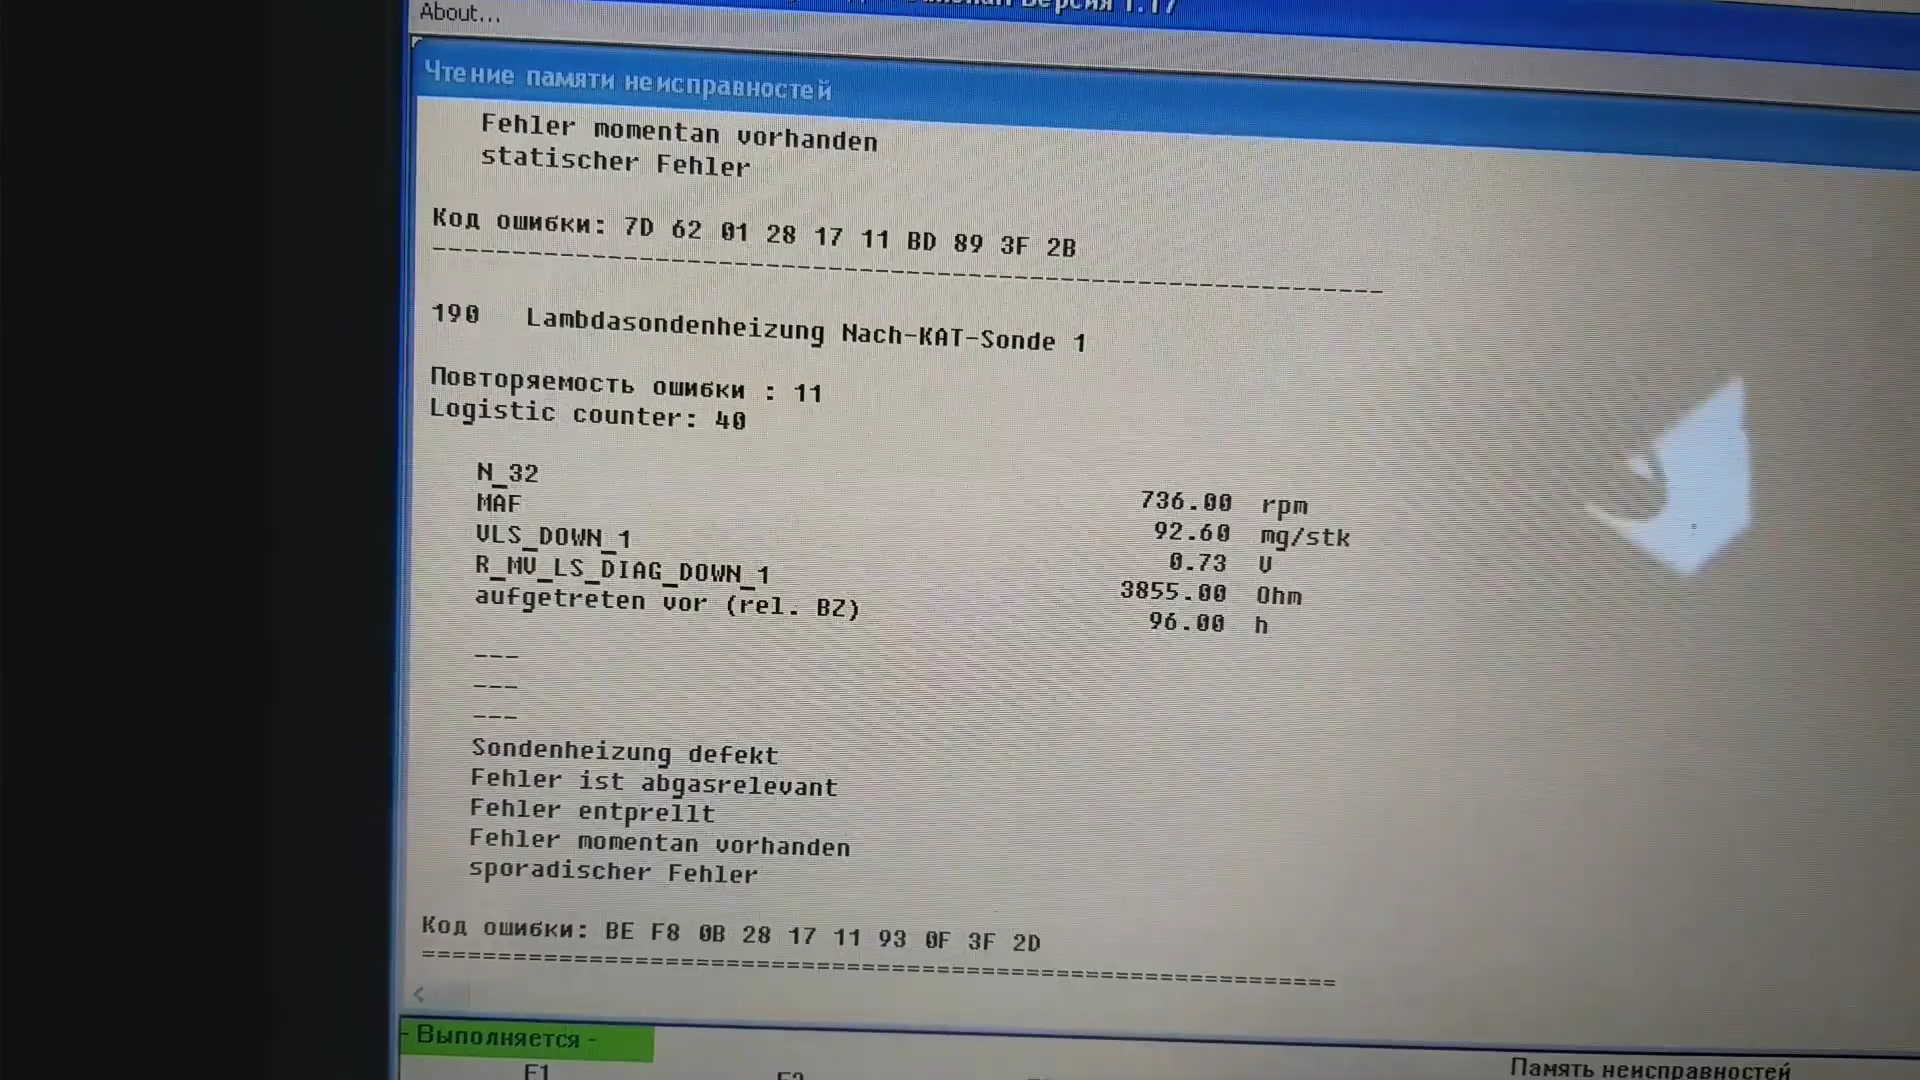 Версия 1.17
About...
Чтение памяти неисправностей
Fehler momentan vorhanden
statischer Fehler
Код ошибки: 7D 62 01 28 17 11 BD 89 3F 2B
------------------------------------------------------------
190 Lambdasondenheizung Nach-KAT-Sonde 1
Повторяемость ошибки : 11
Logistic counter: 40
N_32 736.00 rpm
MAF 92.60 mg/stk
VLS_DOWN_1 0.73 V
R_MV_LS_DIAG_DOWN_1 3855.00 Ohm
aufgetreten vor (rel. BZ) 96.00 h
---
---
---
Sondenheizung defekt
Fehler ist abgasrelevant
Fehler entprellt
Fehler momentan vorhanden
sporadischer Fehler
Код ошибки: BE F8 0B 28 17 11 93 0F 3F 2D
============================================================
<
- Выполняется -
F1 F2
Память неисправностей